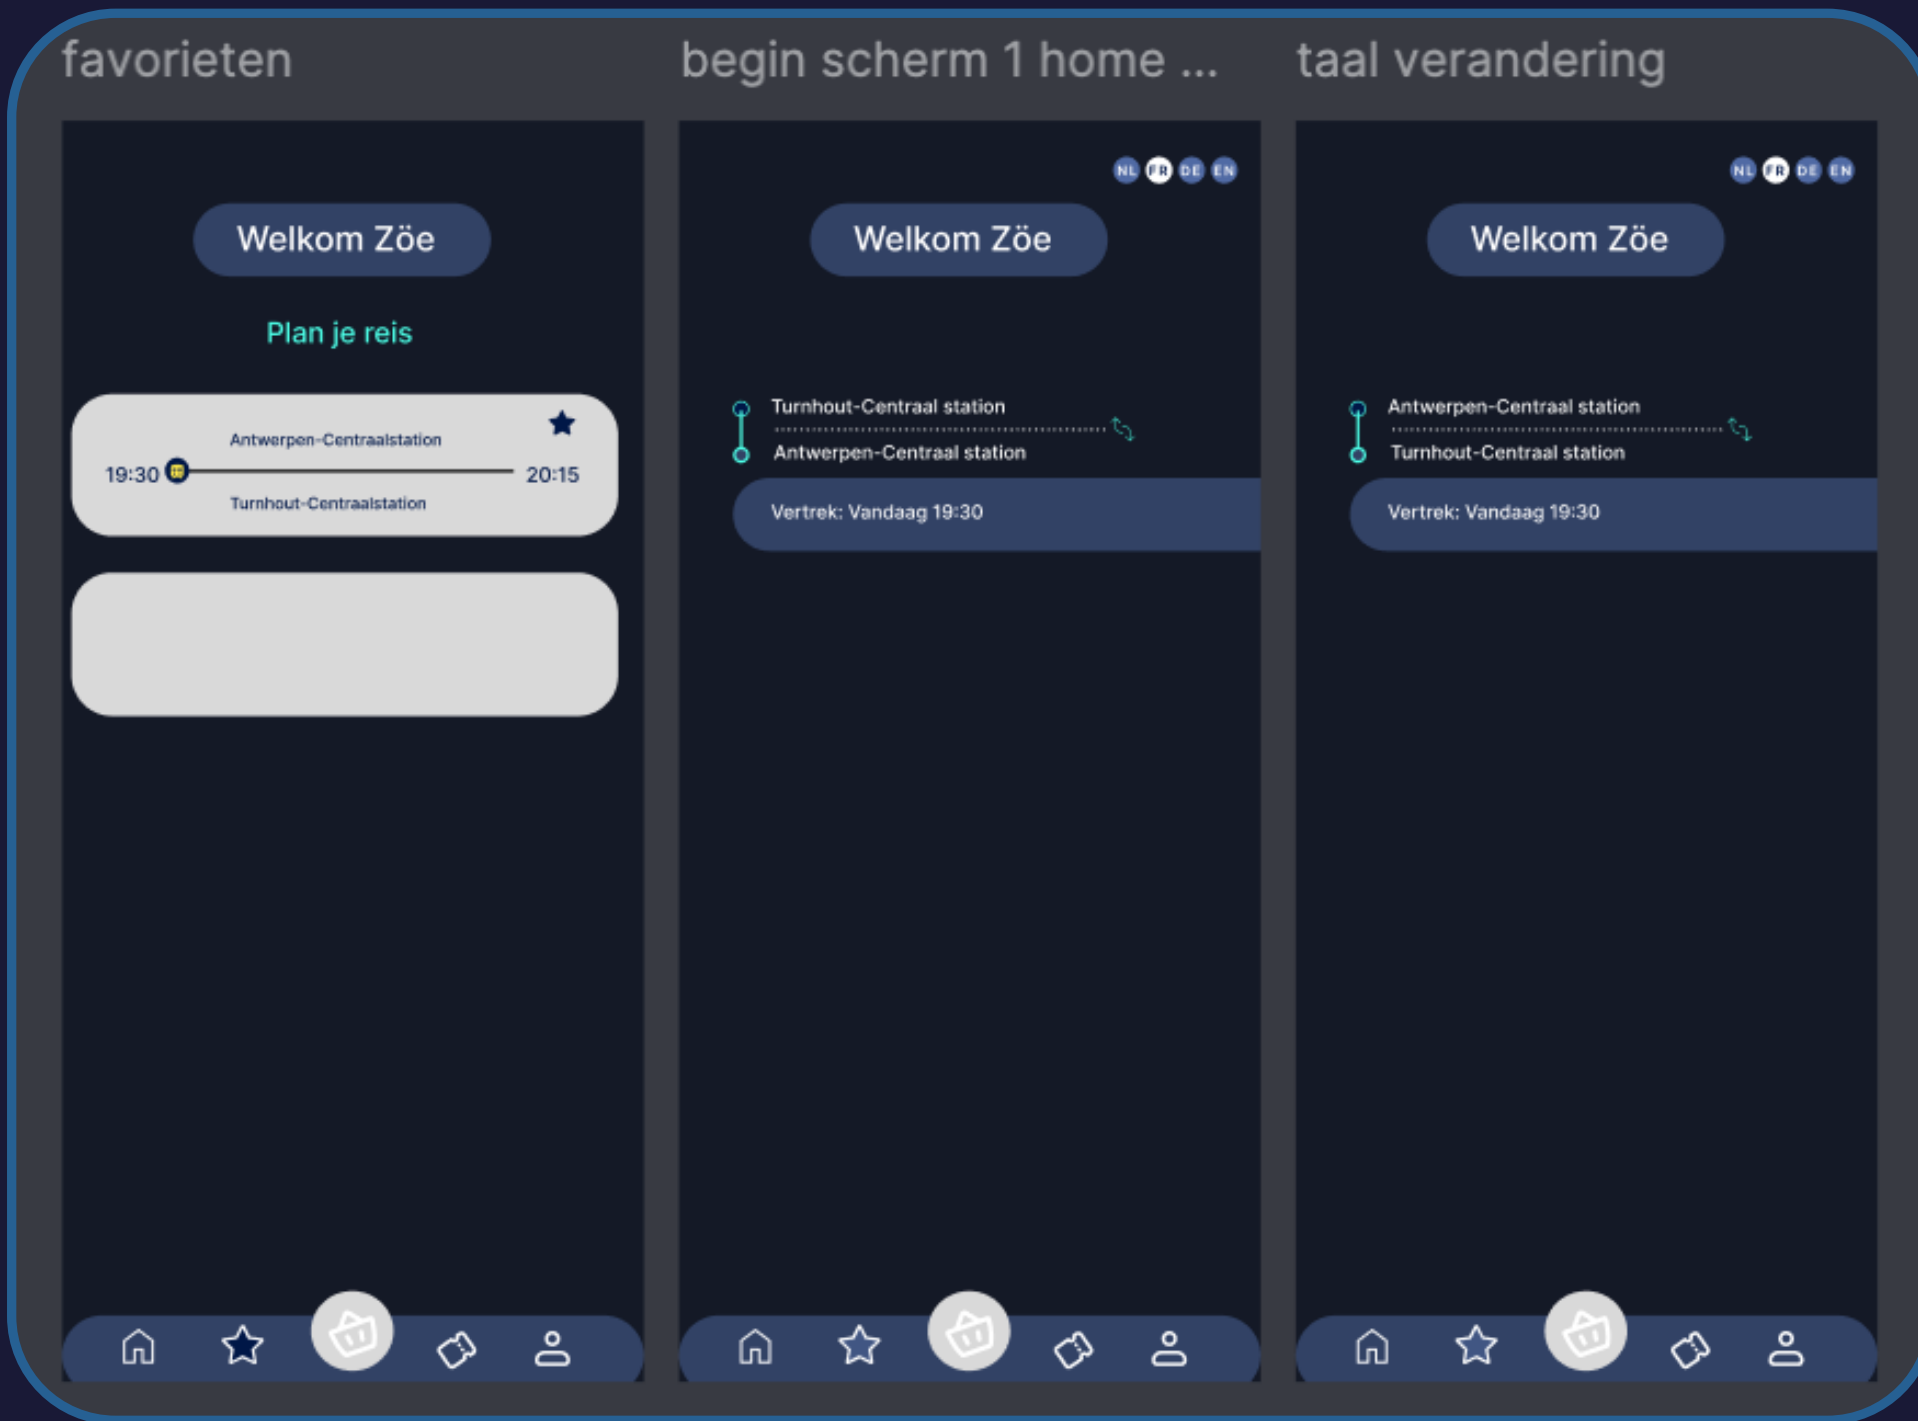 favorieten
Welkom Zöe
Plan je reis
Antwerpen-Centraalstation
19:30
20:15
Turnhout-Centraalstation
begin scherm 1 home ...
NL FR DE EN
Welkom Zöe
Turnhout-Centraal station
Antwerpen-Centraal station
Vertrek: Vandaag 19:30
taal verandering
NL FR DE EN
Welkom Zöe
Antwerpen-Centraal station
Turnhout-Centraal station
Vertrek: Vandaag 19:30